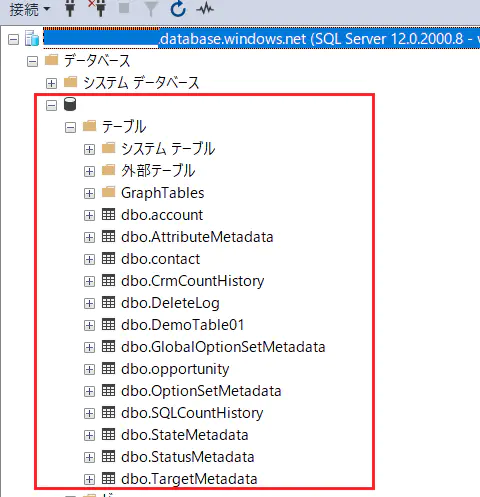 接続
database.windows.net (SQL Server 12.0.2000.8 -
データベース
システム データベース
テーブル
システム テーブル
外部テーブル
GraphTables
dbo.account
dbo.AttributeMetadata
dbo.contact
dbo.CrmCountHistory
dbo.DeleteLog
dbo.DemoTable01
dbo.GlobalOptionSetMetadata
dbo.opportunity
dbo.OptionSetMetadata
dbo.SQLCountHistory
dbo.StateMetadata
dbo.StatusMetadata
dbo.TargetMetadata